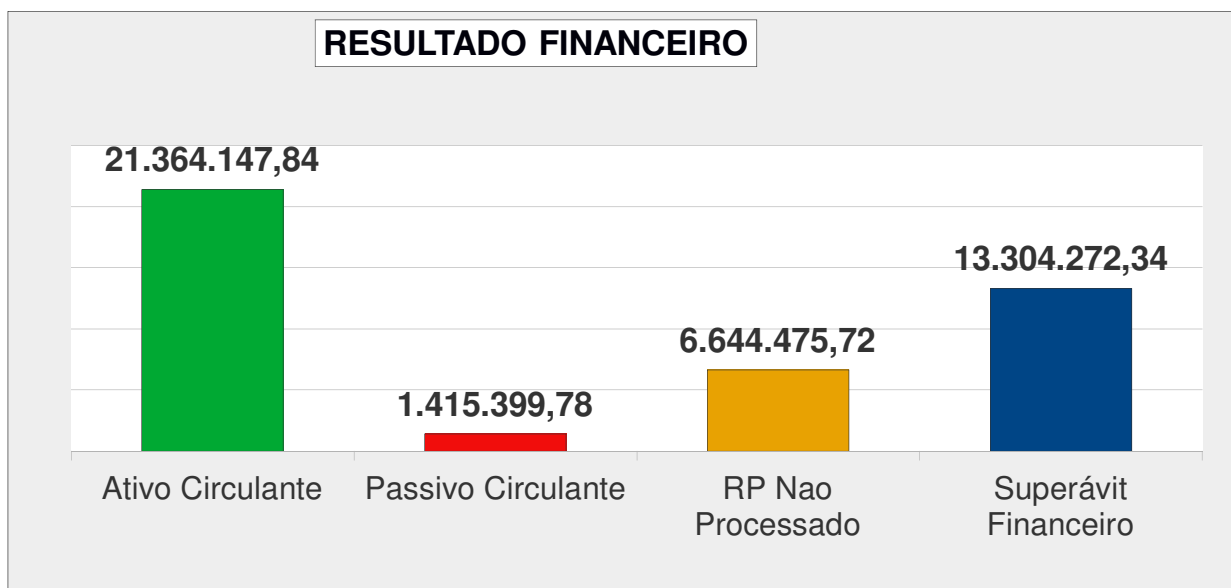 RESULTADO FINANCEIRO
21.364.147,84
13.304.272,34
6.644.475,72
1.415.399,78
Ativo Circulante
Passivo Circulante
RP Nao
Processado
Superávit
Financeiro